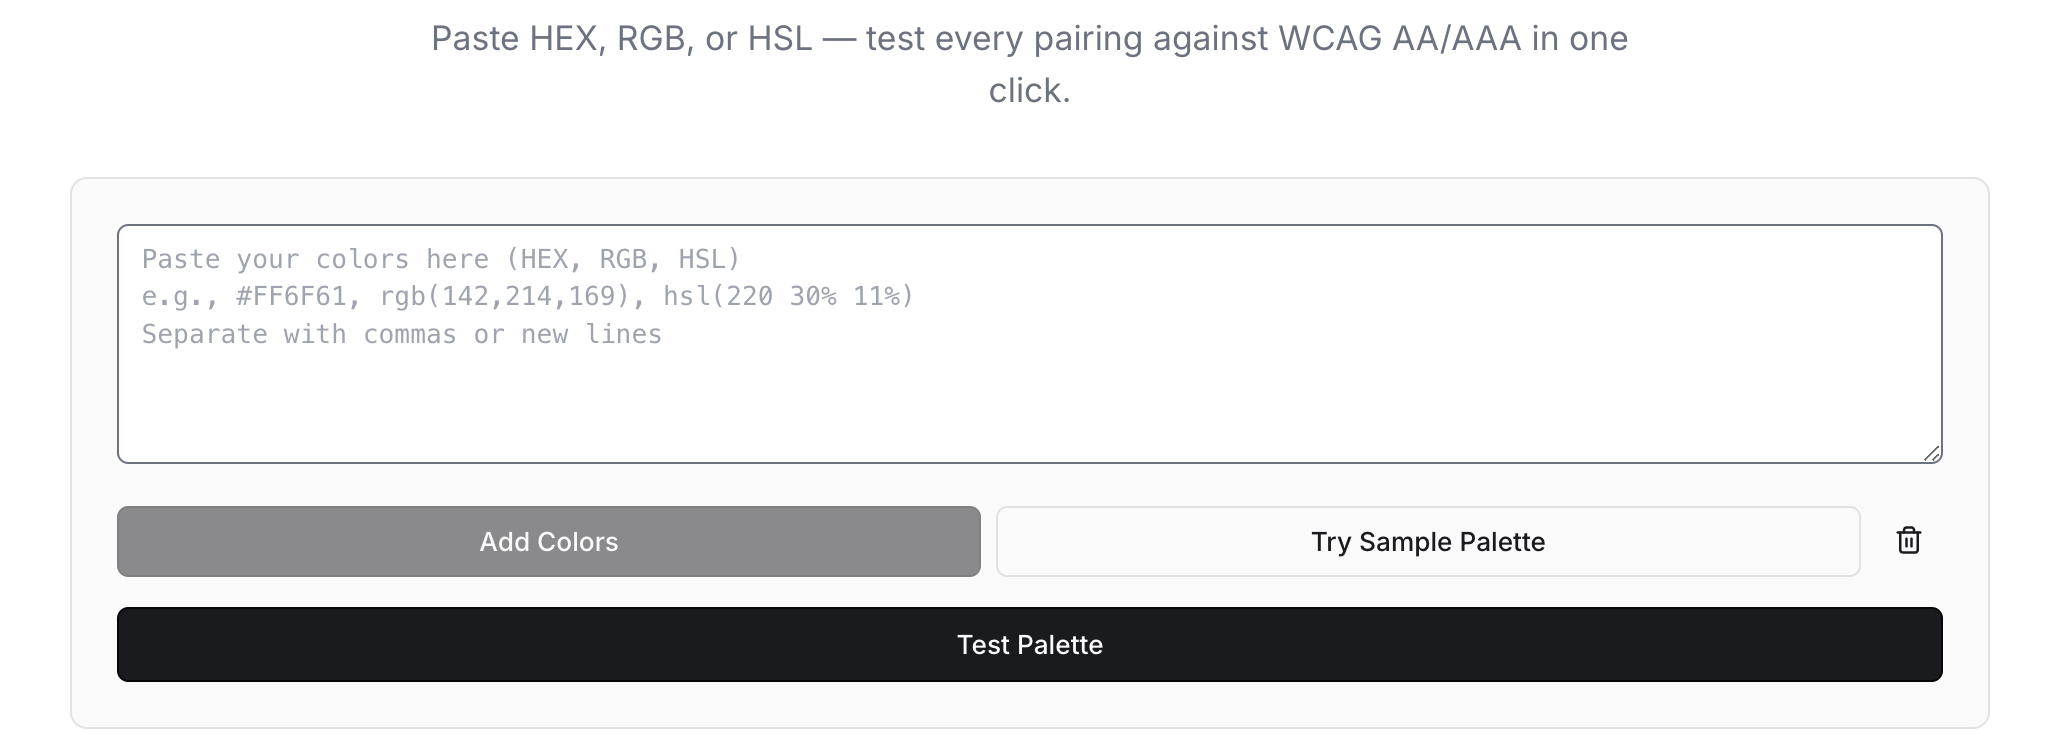 Paste HEX, RGB, or HSL — test every pairing against WCAG AA/AAA in one
click.
Paste your colors here (HEX, RGB, HSL)
e.g., #FF6F61, rgb(142,214,169), hsl(220 30% 11%)
Separate with commas or new lines
Add Colors
Try Sample Palette
Test Palette